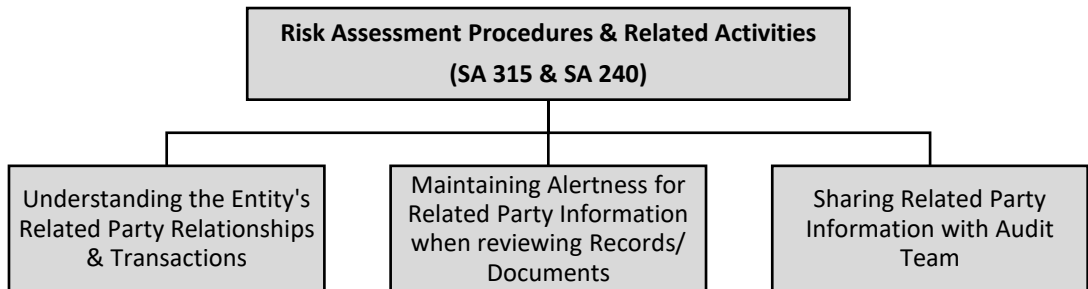 Risk Assessment Procedures & Related Activities
(SA 315 & SA 240)
Understanding the Entity's
Related Party Relationships
& Transactions
Maintaining Alertness for
Related Party Information
when reviewing Records/
Documents
Sharing Related Party
Information with Audit
Team